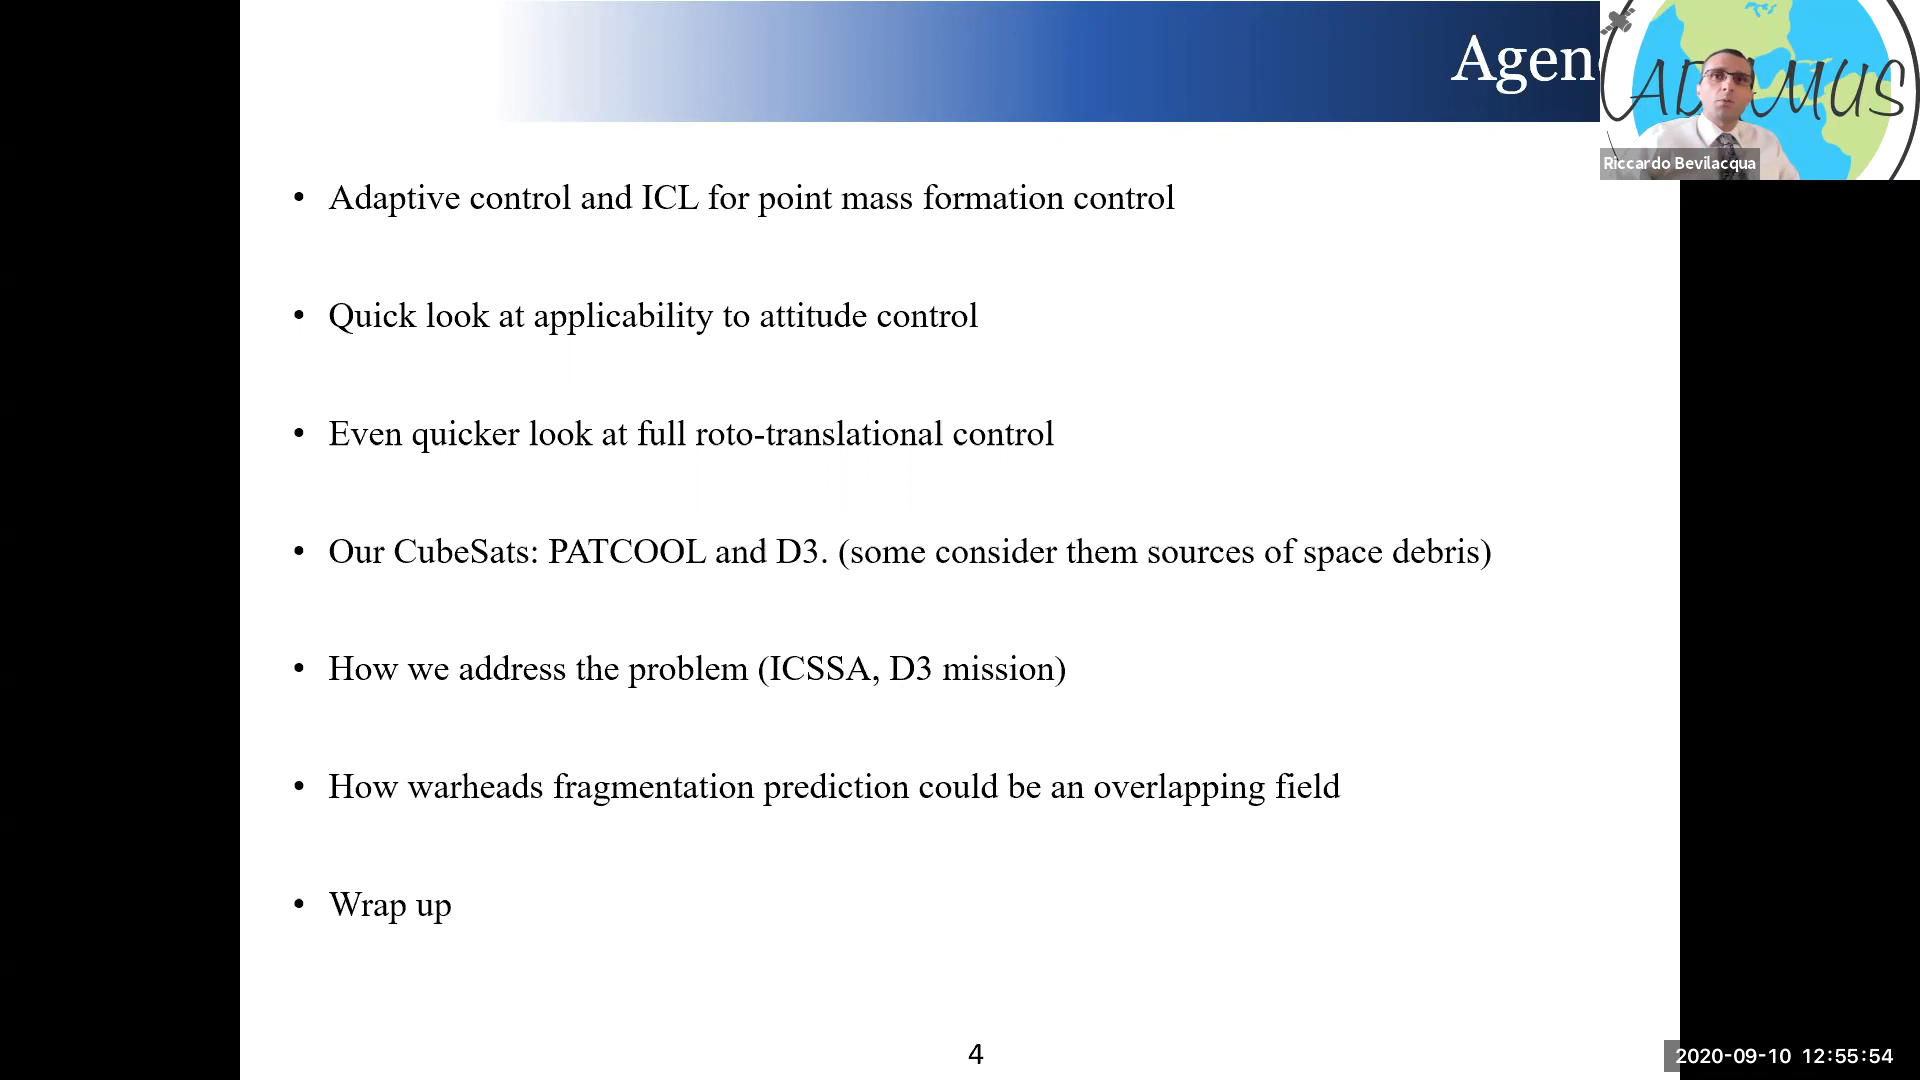 Agen
ADAMUS
Riccardo Bevilacqua
• Adaptive control and ICL for point mass formation control
• Quick look at applicability to attitude control
• Even quicker look at full roto-translational control
• Our CubeSats: PATCOOL and D3. (some consider them sources of space debris)
• How we address the problem (ICSSA, D3 mission)
• How warheads fragmentation prediction could be an overlapping field
• Wrap up
4
2020-09-10 12:55:54